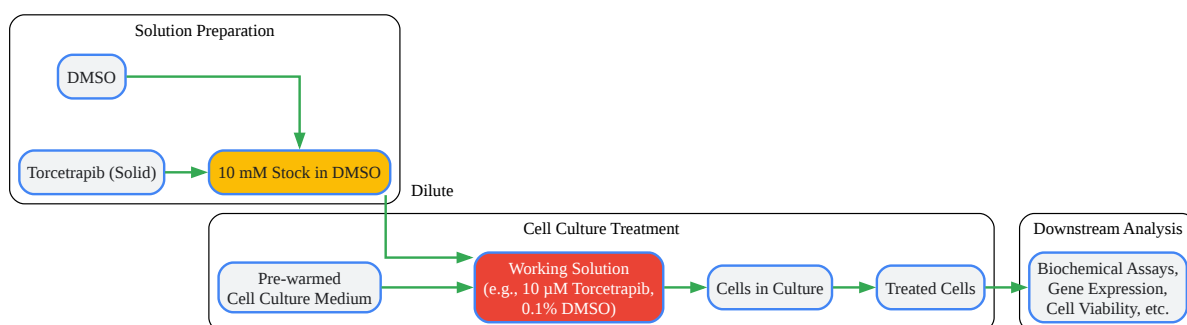 Solution Preparation
DMSO
Torcetrapib (Solid)
10 mM Stock in DMSO
Dilute
Cell Culture Treatment
Pre-warmed
Cell Culture Medium
Working Solution
(e.g., 10 µM Torcetrapib,
0.1% DMSO)
Cells in Culture
Treated Cells
Downstream Analysis
Biochemical Assays,
Gene Expression,
Cell Viability, etc.